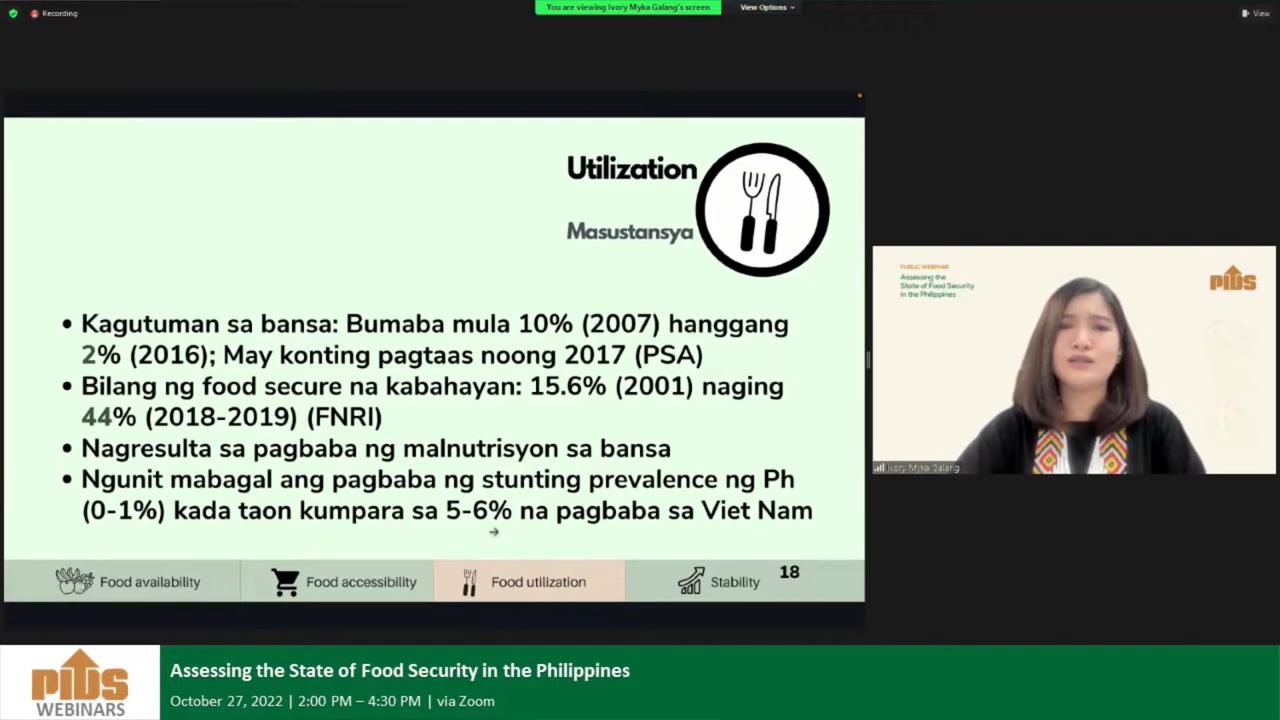 Recording
You are viewing Ivory Myka Galang's screen
View Options
View
Utilization
Masustansya
• Kagutuman sa bansa: Bumaba mula 10% (2007) hanggang
2% (2016); May konting pagtaas noong 2017 (PSA)
• Bilang ng food secure na kabahayan: 15.6% (2001) naging
44% (2018-2019) (FNRI)
• Nagresulta sa pagbaba ng malnutrisyon sa bansa
• Ngunit mabagal ang pagbaba ng stunting prevalence ng Ph
(0-1%) kada taon kumpara sa 5-6% na pagbaba sa Viet Nam
Food availability
Food accessibility
Food utilization
Stability
18
PUBLIC WEBINAR
Assessing the
State of Food Security
in the Philippines
PIDS
Ivory Myka Galang
PIDS
WEBINARS
Assessing the State of Food Security in the Philippines
October 27, 2022 | 2:00 PM – 4:30 PM | via Zoom